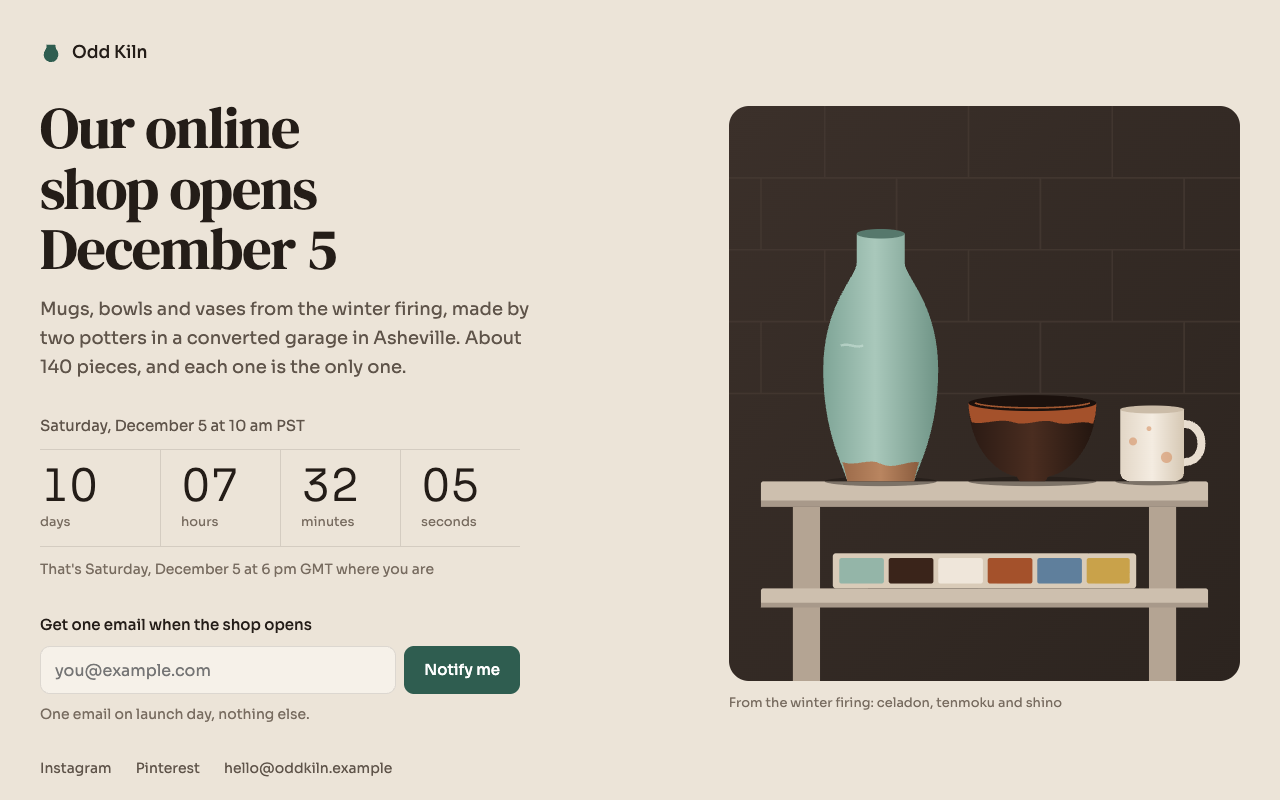 Odd Kiln
Our online
shop opens
December 5
Mugs, bowls and vases from the winter firing, made by
two potters in a converted garage in Asheville. About
140 pieces, and each one is the only one.
Saturday, December 5 at 10 am PST
10 07 32 05
days hours minutes seconds
That's Saturday, December 5 at 6 pm GMT where you are
Get one email when the shop opens
you@example.com Notify me
One email on launch day, nothing else.
Instagram Pinterest hello@oddkiln.example
From the winter firing: celadon, tenmoku and shino